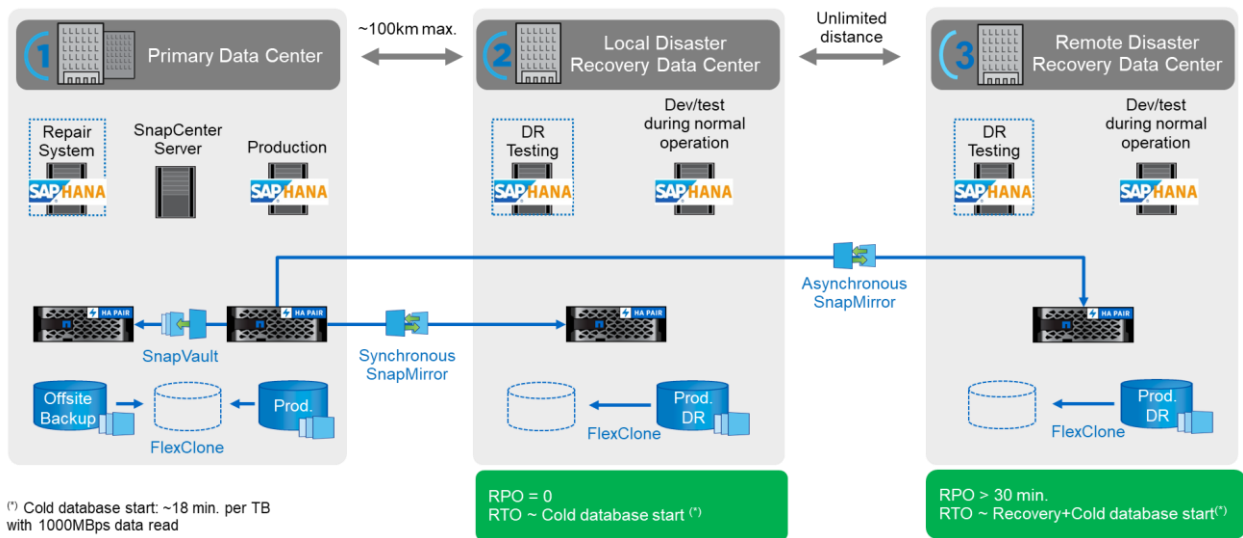 1
Primary Data Center
~100km max.
2
Local Disaster
Recovery Data Center
Unlimited
distance
3
Remote Disaster
Recovery Data Center
Repair
System
SAP HANA
SnapCenter
Server
Production
SAP HANA
DR
Testing
SAP HANA
Dev/test
during normal
operation
SAP HANA
DR
Testing
SAP HANA
Dev/test
during normal
operation
SAP HANA
Asynchronous
SnapMirror
HA PAIR
HA PAIR
HA PAIR
HA PAIR
SnapVault
Synchronous
SnapMirror
Offsite
Backup
Prod.
FlexClone
Prod.
DR
FlexClone
Prod.
DR
FlexClone
(*) Cold database start: ~18 min. per TB
with 1000MBps data read
RPO = 0
RTO ~ Cold database start (*)
RPO > 30 min.
RTO ~ Recovery+Cold database start(*)